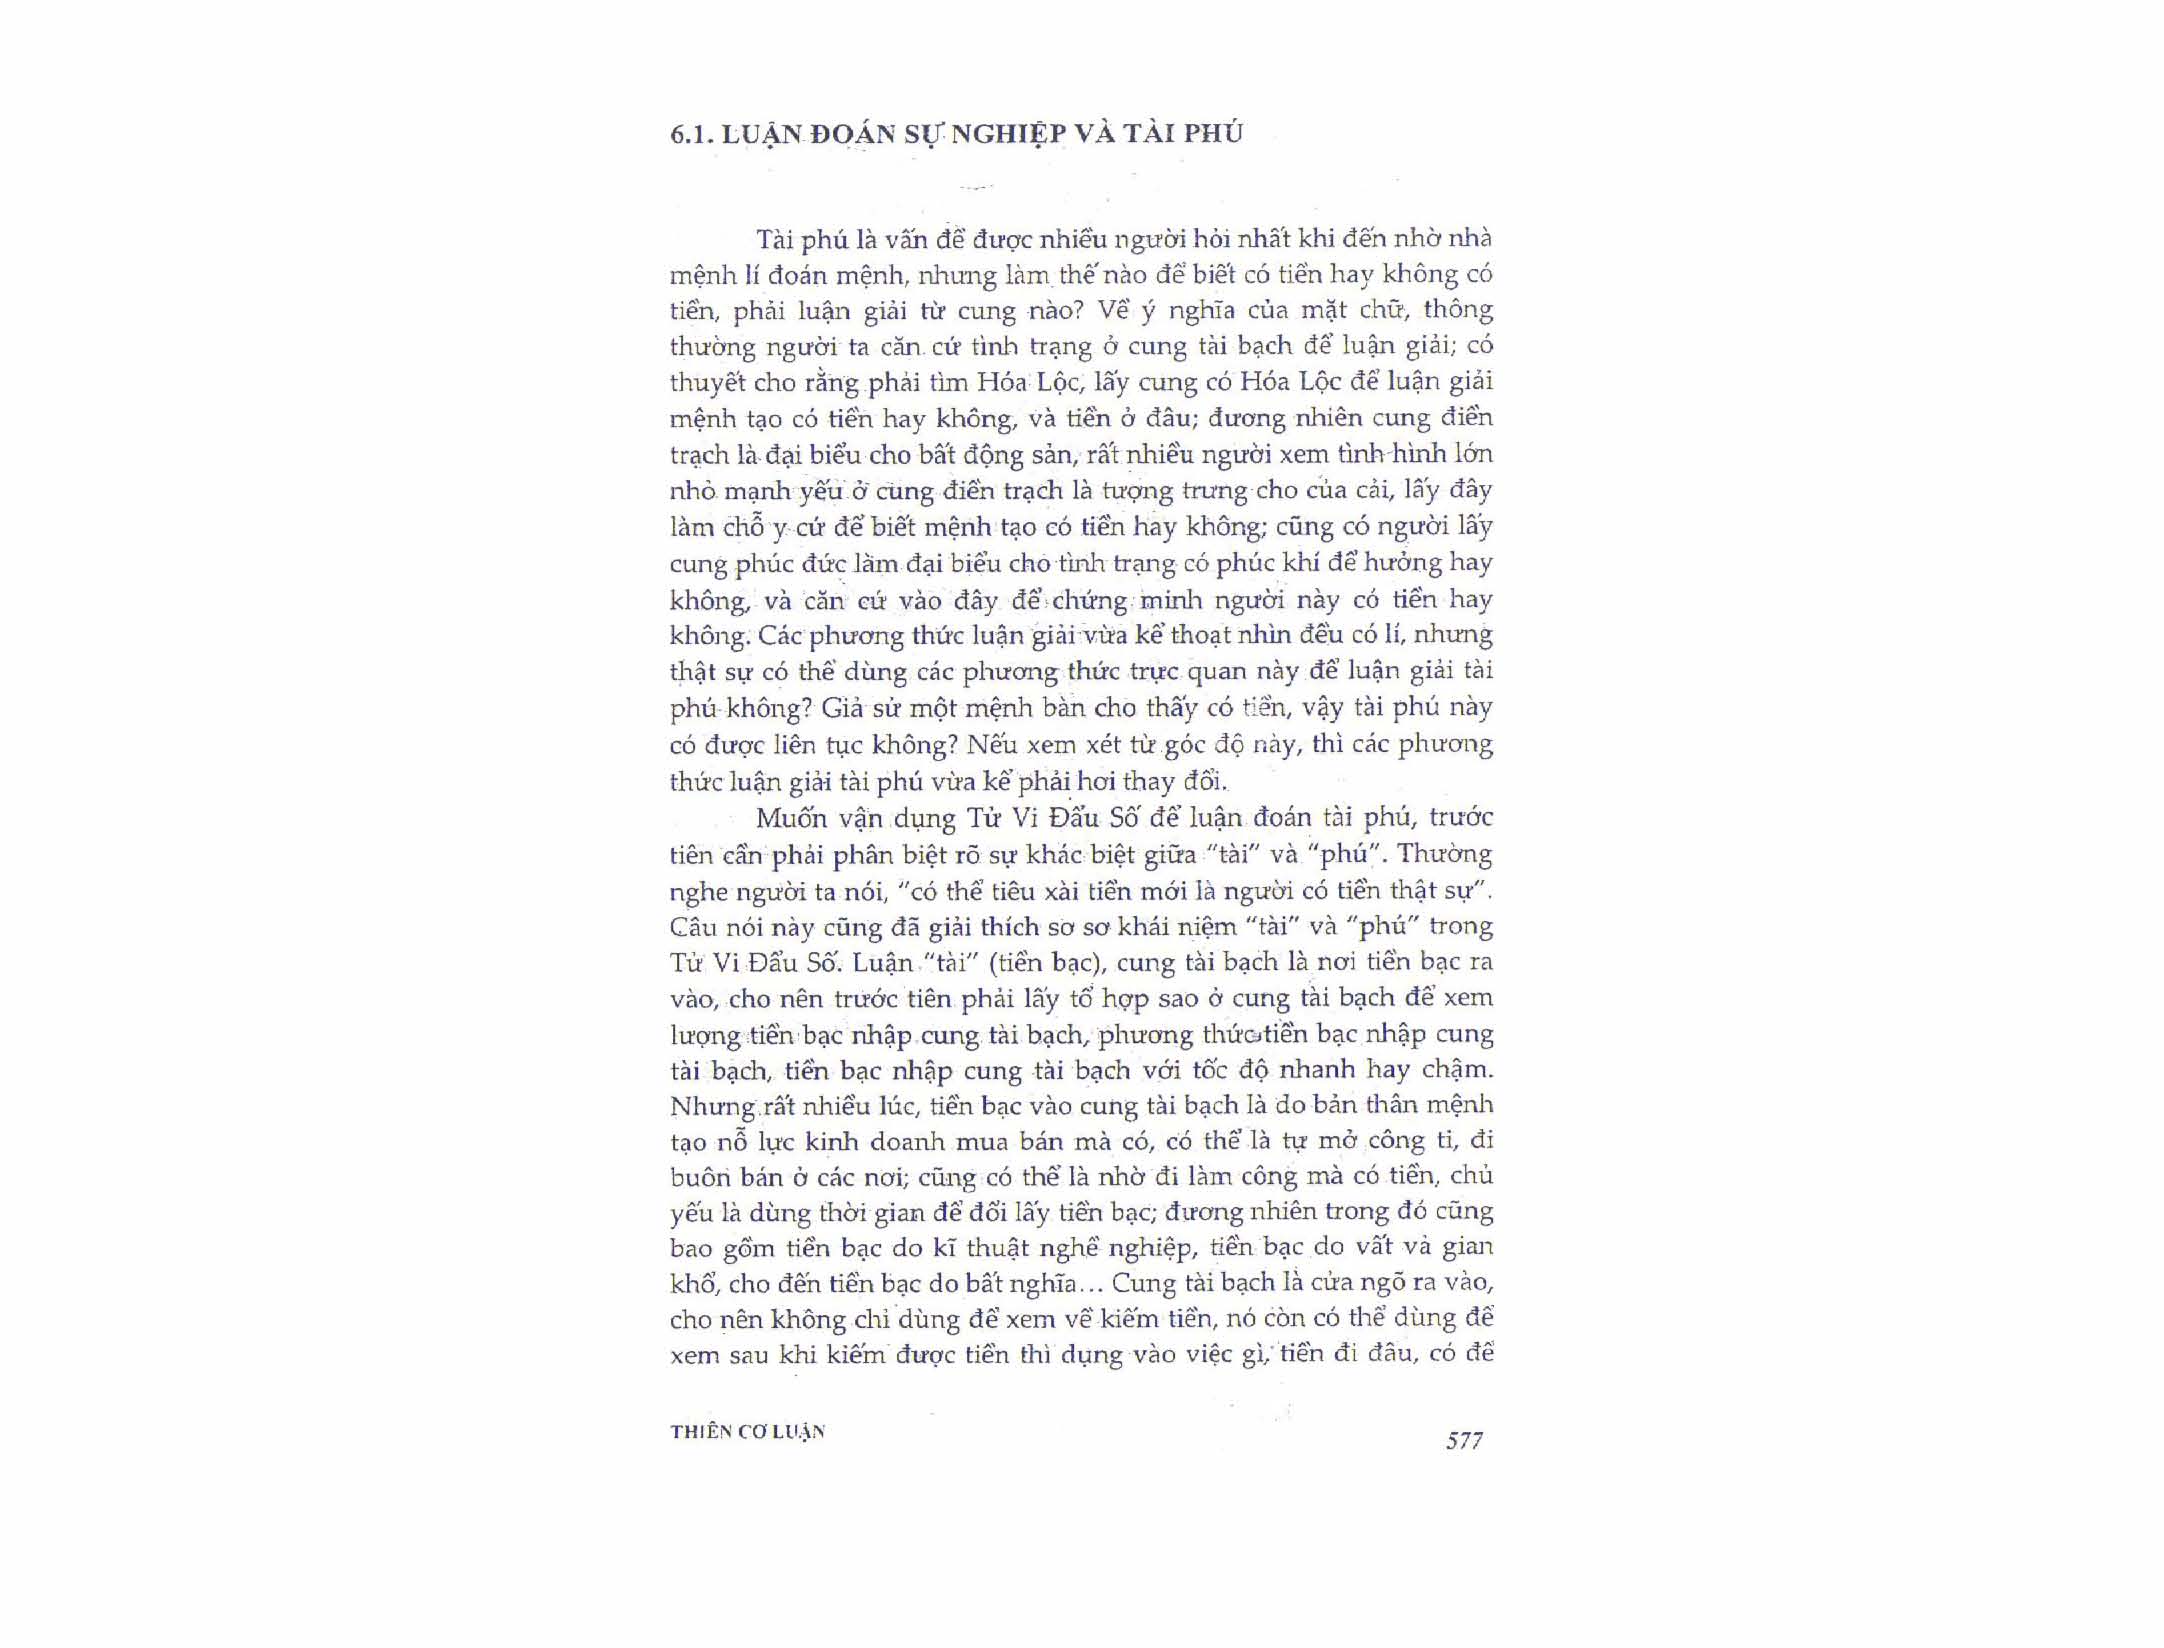 6.1. LUẬN ĐOÁN SỰ NGHIỆP VÀ TÀI PHÚ
Tài phú là vấn đề được nhiều người hỏi nhất khi đến nhờ nhà
mệnh lí đoán mệnh, nhưng làm thế nào để biết có tiền hay không có
tiền, phải luận giải từ cung nào? Về ý nghĩa của mặt chữ, thông
thường người ta căn cứ tình trạng ở cung tài bạch để luận giải; có
thuyết cho rằng phải tìm Hóa Lộc, lấy cung có Hóa Lộc để luận giải
mệnh tạo có tiền hay không, và tiền ở đâu; đương nhiên cung điền
trạch là đại biểu cho bất động sản, rất nhiều người xem tình hình lớn
nhỏ mạnh yếu ở cung điền trạch là tượng trưng cho của cải, lấy đây
làm chỗ y cứ để biết mệnh tạo có tiền hay không; cũng có người lấy
cung phúc đức làm đại biểu cho tình trạng có phúc khí để hưởng hay
không, và căn cứ vào đây để chứng minh người này có tiền hay
không. Các phương thức luận giải vừa kể thoạt nhìn đều có lí, nhưng
thật sự có thể dùng các phương thức trực quan này để luận giải tài
phú không? Giả sử một mệnh bàn cho thấy có tiền, vậy tài phú này
có được liên tục không? Nếu xem xét từ góc độ này, thì các phương
thức luận giải tài phú vừa kể phải hơi thay đổi.
Muốn vận dụng Tử Vi Đẩu Số để luận đoán tài phú, trước
tiên cần phải phân biệt rõ sự khác biệt giữa "tài" và "phú". Thường
nghe người ta nói, "có thể tiêu xài tiền mới là người có tiền thật sự".
Câu nói này cũng đã giải thích sơ sơ khái niệm "tài" và "phú" trong
Tử Vi Đẩu Số. Luận "tài" (tiền bạc), cung tài bạch là nơi tiền bạc ra
vào, cho nên trước tiên phải lấy tổ hợp sao ở cung tài bạch để xem
lượng tiền bạc nhập cung tài bạch, phương thức tiền bạc nhập cung
tài bạch, tiền bạc nhập cung tài bạch với tốc độ nhanh hay chậm.
Nhưng rất nhiều lúc, tiền bạc vào cung tài bạch là do bản thân mệnh
tạo nỗ lực kinh doanh mua bán mà có, có thể là tự mở công ti, đi
buôn bán ở các nơi; cũng có thể là nhờ đi làm công mà có tiền, chủ
yếu là dùng thời gian để đổi lấy tiền bạc; đương nhiên trong đó cũng
bao gồm tiền bạc do kĩ thuật nghề nghiệp, tiền bạc do vất vả gian
khổ, cho đến tiền bạc do bất nghĩa... Cung tài bạch là cửa ngõ ra vào,
cho nên không chỉ dùng để xem về kiếm tiền, nó còn có thể dùng để
xem sau khi kiếm được tiền thì dụng vào việc gì, tiền đi đâu, có để
THIÊN CƠ LUẬN
577